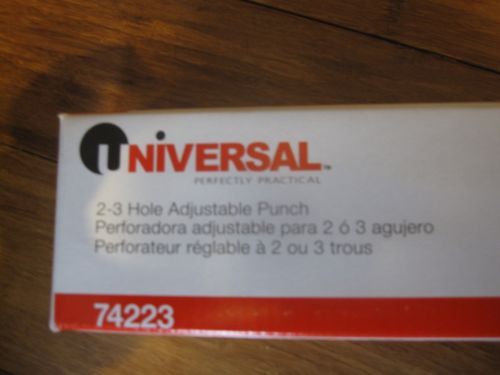 UNIVERSAL™
PERFECTLY PRACTICAL
2-3 Hole Adjustable Punch
Perforadora adjustable para 2 ó 3 agujero
Perforateur réglable à 2 ou 3 trous
74223